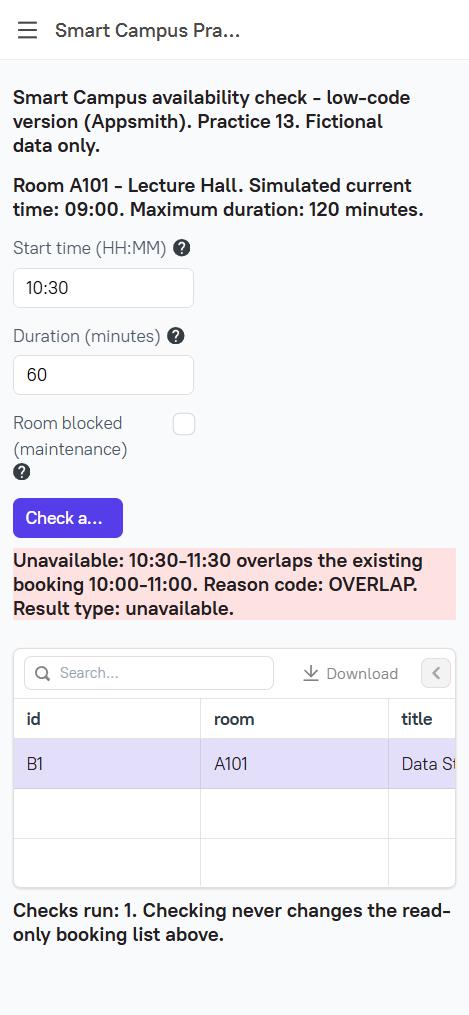 Smart Campus Pra...
Smart Campus availability check - low-code
version (Appsmith). Practice 13. Fictional
data only.
Room A101 - Lecture Hall. Simulated current
time: 09:00. Maximum duration: 120 minutes.
Start time (HH:MM) ?
10:30
Duration (minutes) ?
60
Room blocked
(maintenance)
?
Check a...
Unavailable: 10:30-11:30 overlaps the existing
booking 10:00-11:00. Reason code: OVERLAP.
Result type: unavailable.
Search... Download
id room title
B1 A101 Data St
Checks run: 1. Checking never changes the read-
only booking list above.